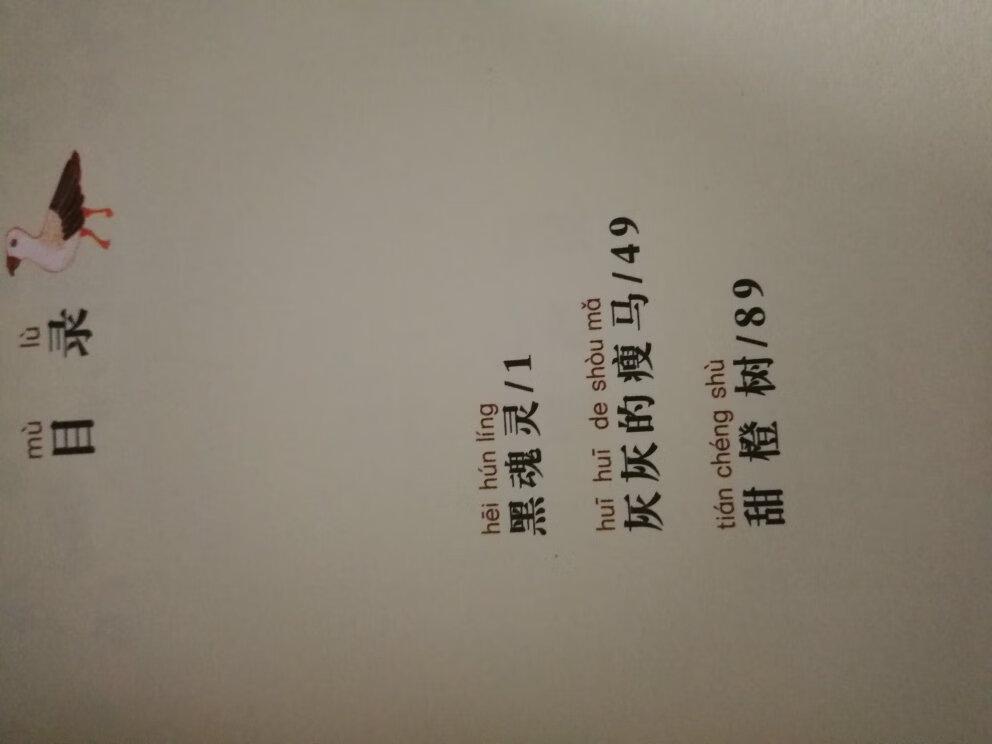 mù lù
目 录
hēi hún líng
黑魂灵/1
huī huī de shòu mǎ
灰灰的瘦马/49
tián chéng shù
甜橙树/89